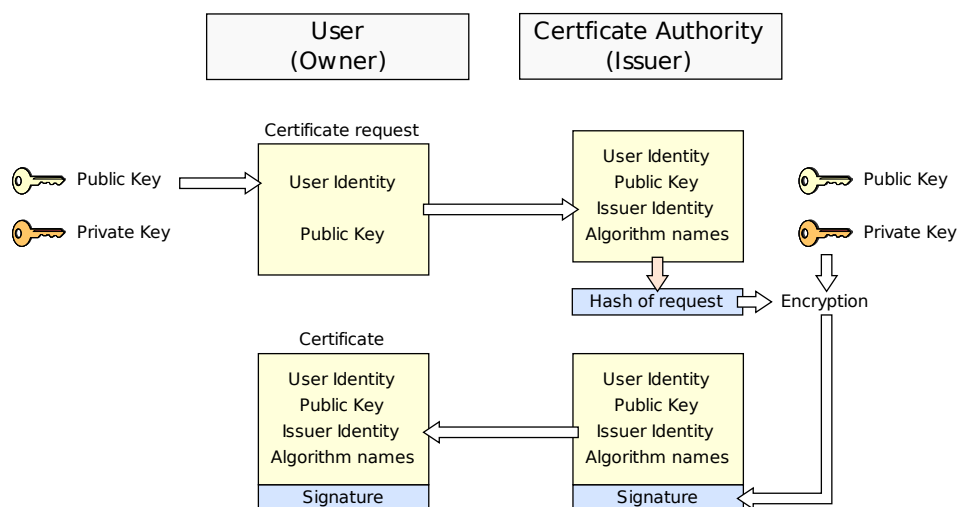 User
(Owner)
Certficate Authority
(Issuer)
Certificate request
User Identity
Public Key
Public Key
Private Key
User Identity
Public Key
Issuer Identity
Algorithm names
Public Key
Private Key
Hash of request
Encryption
Certificate
User Identity
Public Key
Issuer Identity
Algorithm names
Signature
User Identity
Public Key
Issuer Identity
Algorithm names
Signature